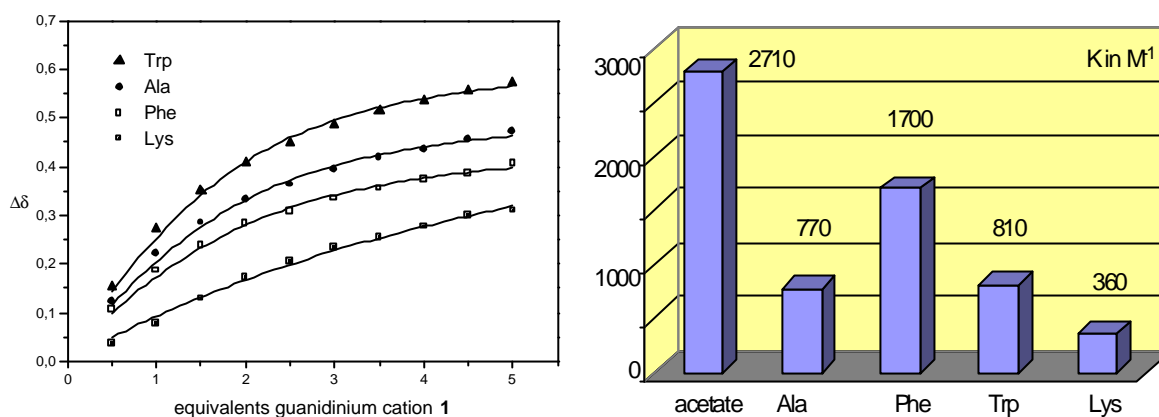 0,7
0,6
0,5
0,4
0,3
0,2
0,1
0,0
Δδ
Trp
Ala
Phe
Lys
0 1 2 3 4 5
equivalents guanidinium cation 1
3000
2000
1000
0
K in M-1
2710
770
1700
810
360
acetate Ala Phe Trp Lys